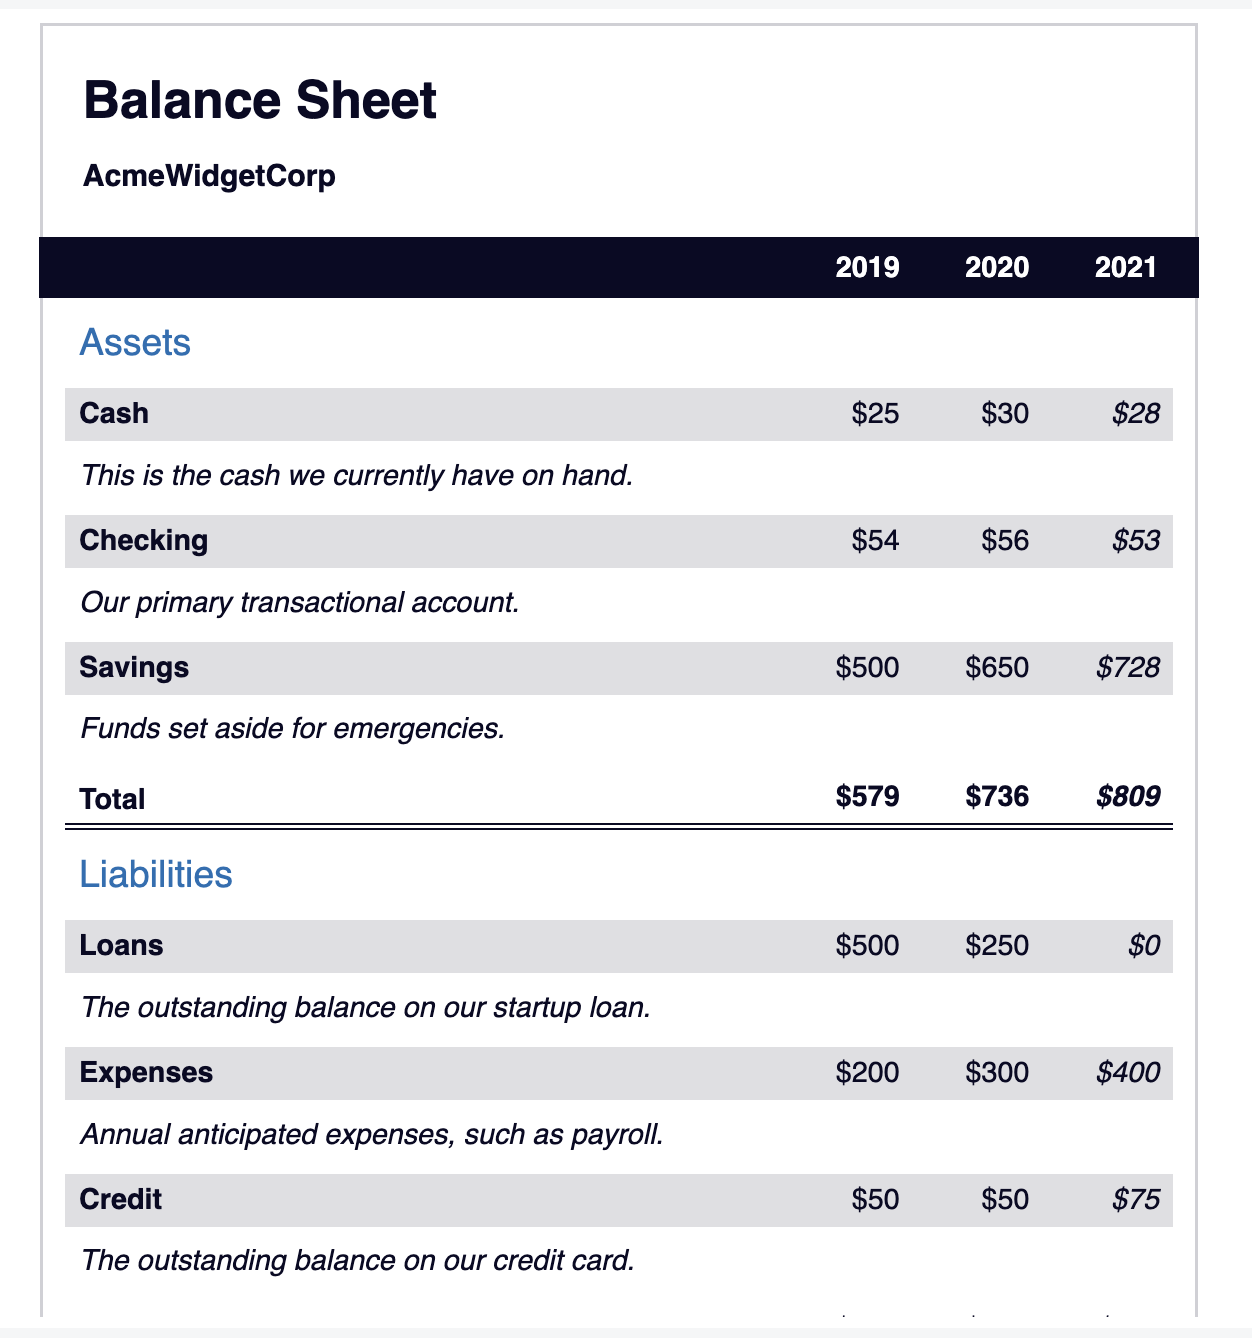 Balance Sheet
AcmeWidgetCorp
2019 2020 2021
Assets
Cash $25 $30 $28
This is the cash we currently have on hand.
Checking $54 $56 $53
Our primary transactional account.
Savings $500 $650 $728
Funds set aside for emergencies.
Total $579 $736 $809
Liabilities
Loans $500 $250 $0
The outstanding balance on our startup loan.
Expenses $200 $300 $400
Annual anticipated expenses, such as payroll.
Credit $50 $50 $75
The outstanding balance on our credit card.